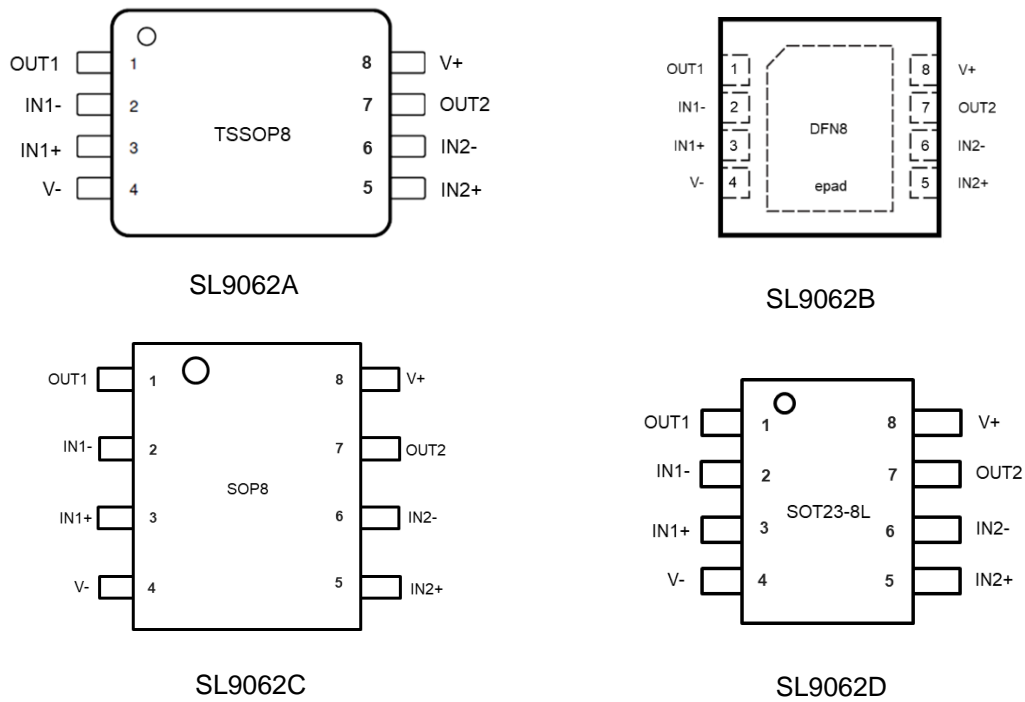 OUT1 1 8 V+
IN1- 2 7 OUT2
TSSOP8
IN1+ 3 6 IN2-
V- 4 5 IN2+
SL9062A
OUT1 1 8 V+
IN1- 2 7 OUT2
DFN8
IN1+ 3 6 IN2-
V- 4 5 IN2+
epad
SL9062B
OUT1 1 8 V+
IN1- 2 7 OUT2
SOP8
IN1+ 3 6 IN2-
V- 4 5 IN2+
SL9062C
OUT1 1 8 V+
IN1- 2 7 OUT2
SOT23-8L
IN1+ 3 6 IN2-
V- 4 5 IN2+
SL9062D